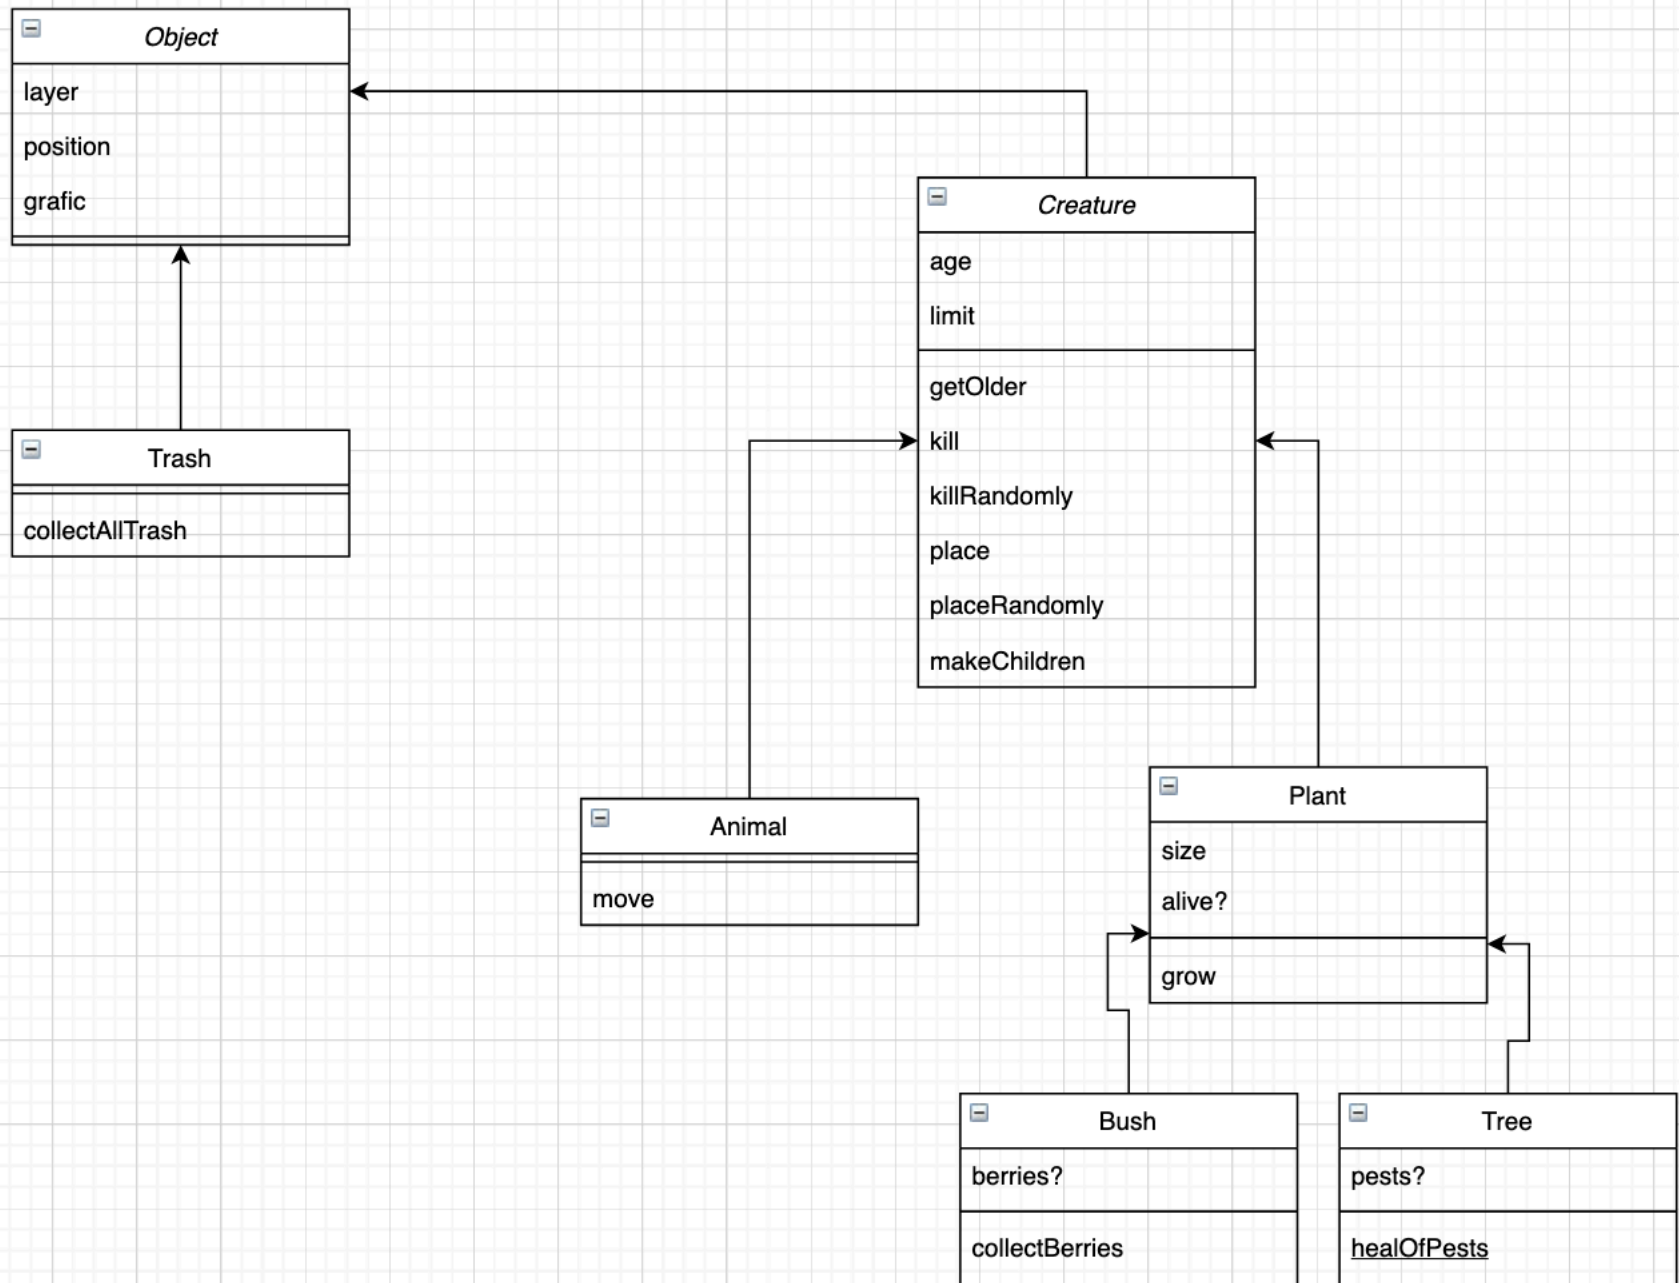 Object
layer
position
grafic
Trash
collectAllTrash
Creature
age
limit
getOlder
kill
killRandomly
place
placeRandomly
makeChildren
Animal
move
Plant
size
alive?
grow
Bush
berries?
collectBerries
Tree
pests?
healOfPests